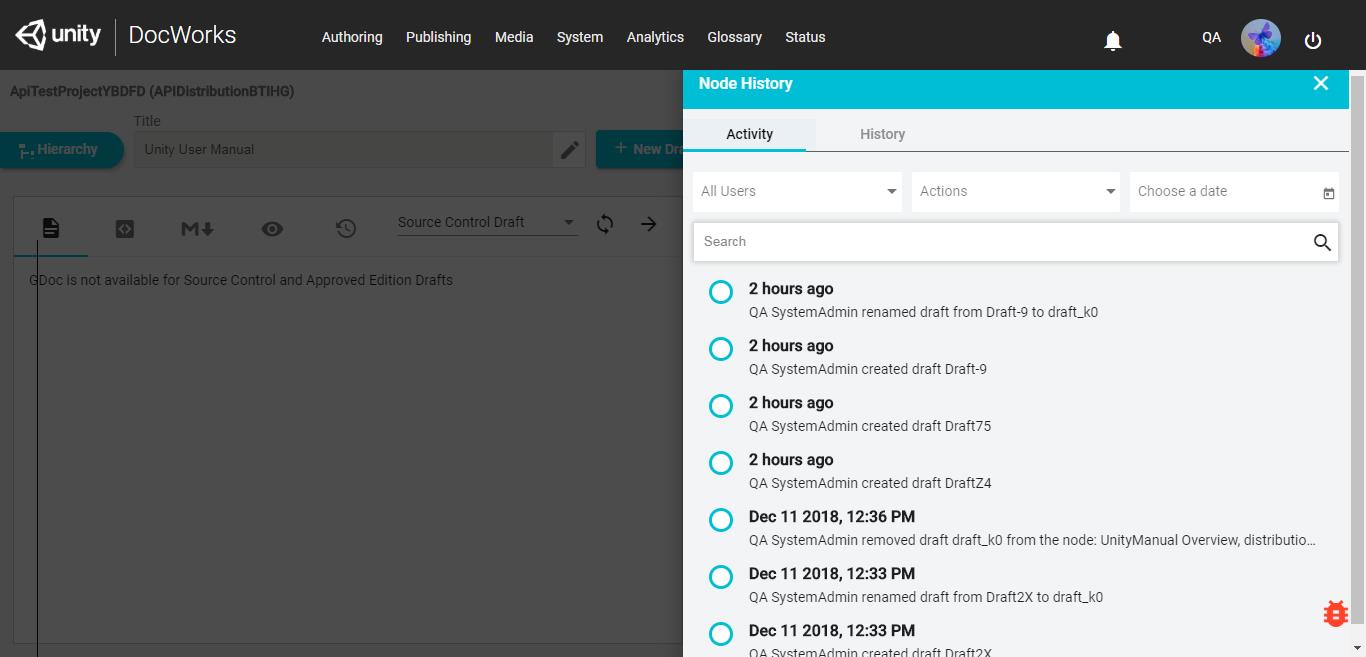 unity DocWorks Authoring Publishing Media System Analytics Glossary Status QA
ApiTestProjectYBDFD (APIDistributionBTIHG)
Title
Hierarchy
Unity User Manual
+ New Dra
M
Source Control Draft
GDoc is not available for Source Control and Approved Edition Drafts
Node History
Activity History
All Users Actions Choose a date
Search
2 hours ago
QA SystemAdmin renamed draft from Draft-9 to draft_k0
2 hours ago
QA SystemAdmin created draft Draft-9
2 hours ago
QA SystemAdmin created draft Draft75
2 hours ago
QA SystemAdmin created draft DraftZ4
Dec 11 2018, 12:36 PM
QA SystemAdmin removed draft draft_k0 from the node: UnityManual Overview, distributio...
Dec 11 2018, 12:33 PM
QA SystemAdmin renamed draft from Draft2X to draft_k0
Dec 11 2018, 12:33 PM
QA SystemAdmin created draft Draft2X